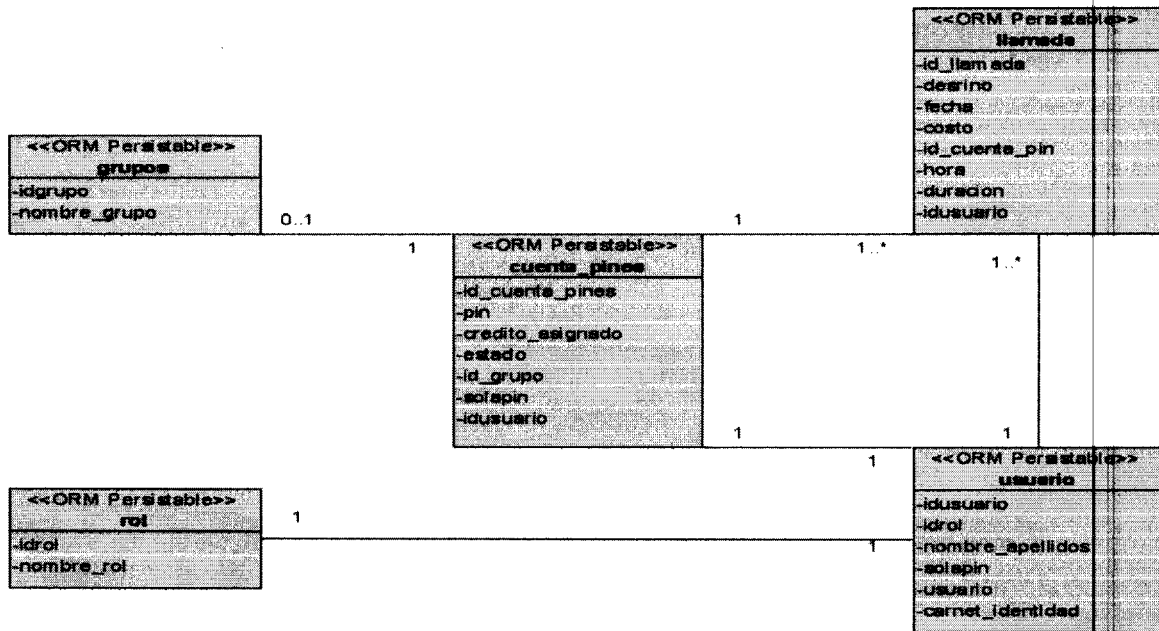 <<ORM Persistable>>
llamada
-id_llamada
-destino
-fecha
-costo
-id_cuenta_pin
-hora
-duracion
-idusuario
<<ORM Persistable>>
grupos
-idgrupo
-nombre_grupo
0..1
1
1
1..*
1..*
<<ORM Persistable>>
cuenta_pines
-id_cuenta_pines
-pin
-credito_asignado
-estado
-id_grupo
-solapin
-idusuario
1
1
1
<<ORM Persistable>>
usuario
-idusuario
-idrol
-nombre_apellidos
-solapin
-usuario
-carnet_identidad
<<ORM Persistable>>
rol
-idrol
-nombre_rol
1
1